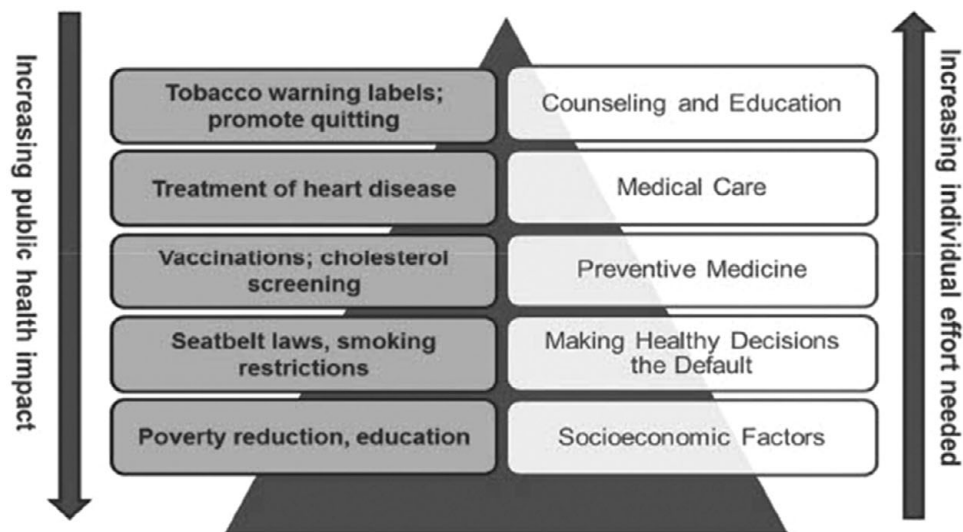 Increasing public health impact
Tobacco warning labels;
promote quitting
Counseling and Education
Treatment of heart disease
Medical Care
Vaccinations; cholesterol
screening
Preventive Medicine
Seatbelt laws, smoking
restrictions
Making Healthy Decisions
the Default
Poverty reduction, education
Socioeconomic Factors
Increasing individual effort needed